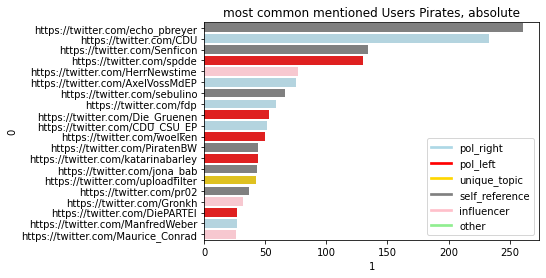 most common mentioned Users Pirates, absolute
https://twitter.com/echo_pbreyer
https://twitter.com/CDU
https://twitter.com/Senficon
https://twitter.com/spdde
https://twitter.com/HerrNewstime
https://twitter.com/AxelVossMdEP
https://twitter.com/sebulino
https://twitter.com/fdp
https://twitter.com/Die_Gruenen
https://twitter.com/CDU_CSU_EP
https://twitter.com/woelken
https://twitter.com/PiratenBW
https://twitter.com/katarinabarley
https://twitter.com/jona_bab
https://twitter.com/uploadfilter
https://twitter.com/pr02
https://twitter.com/Gronkh
https://twitter.com/DiePARTEI
https://twitter.com/ManfredWeber
https://twitter.com/Maurice_Conrad
0
pol_right
pol_left
unique_topic
self_reference
influencer
other
0 50 100 150 200 250
1